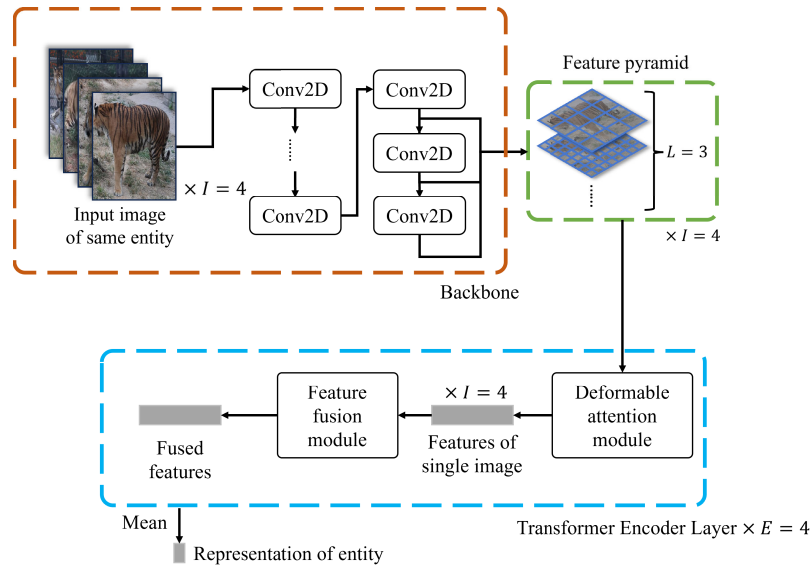 Conv2D
Conv2D
Conv2D
Conv2D
Conv2D
× I = 4
Input image
of same entity
Backbone
Feature pyramid
L = 3
× I = 4
Deformable
attention
module
× I = 4
Features of
single image
Feature
fusion
module
Fused
features
Transformer Encoder Layer × E = 4
Mean
Representation of entity